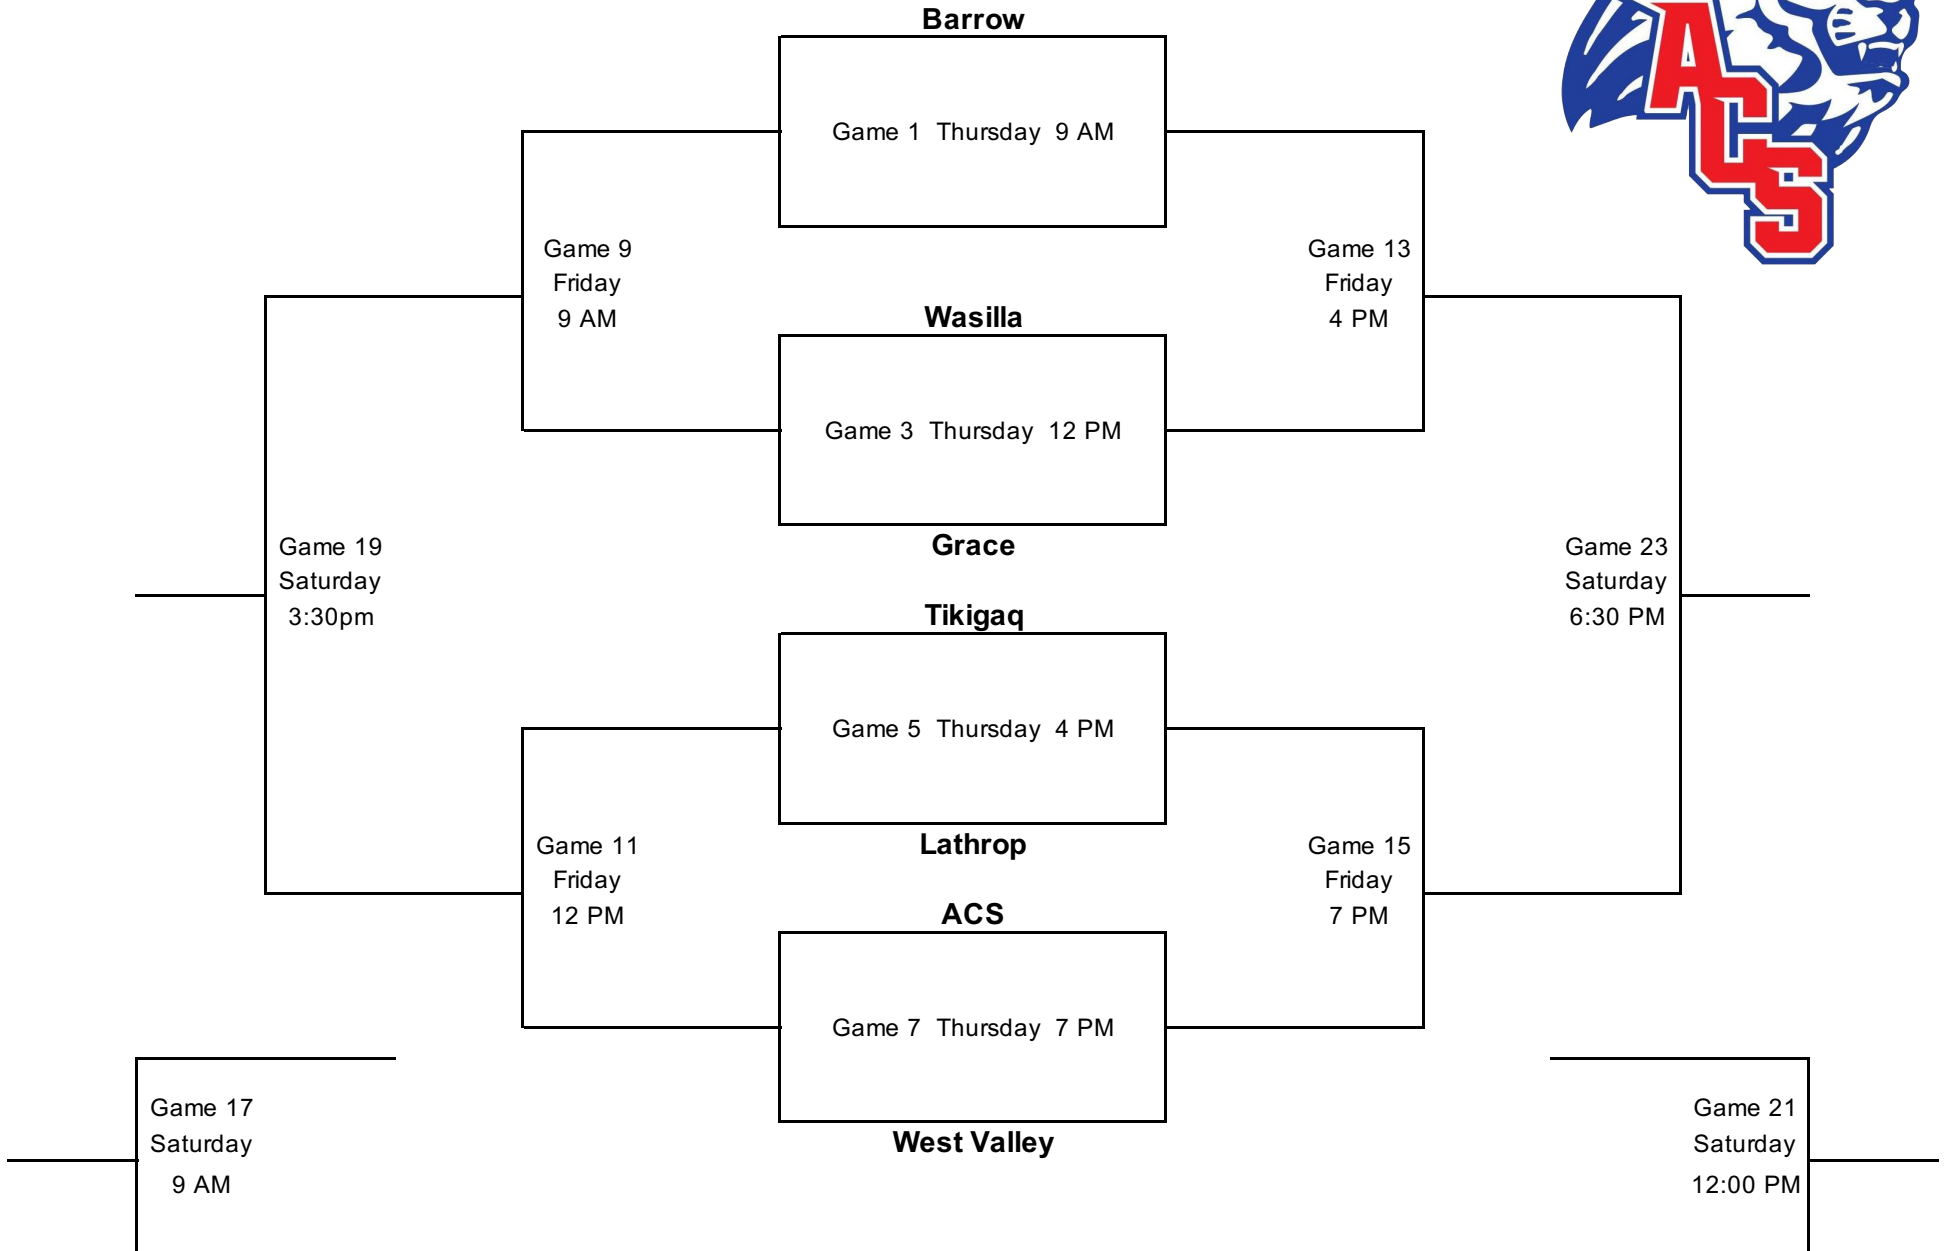 Barrow
ACS
Game 1 Thursday 9 AM
Game 9
Friday
9 AM
Game 13
Friday
4 PM
Wasilla
Game 3 Thursday 12 PM
Grace
Game 19
Saturday
3:30pm
Game 23
Saturday
6:30 PM
Tikigaq
Game 5 Thursday 4 PM
Lathrop
Game 11
Friday
12 PM
Game 15
Friday
7 PM
ACS
Game 7 Thursday 7 PM
West Valley
Game 17
Saturday
9 AM
Game 21
Saturday
12:00 PM